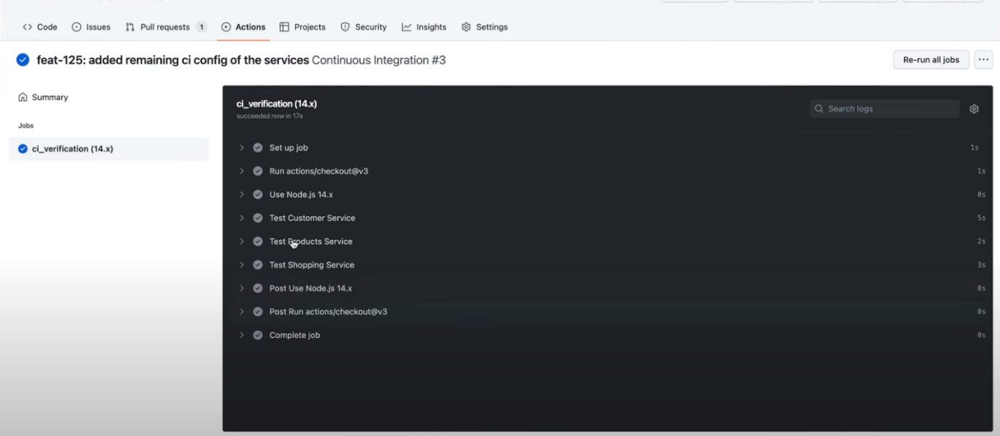 Code Issues Pull requests 1 Actions Projects Security Insights Settings
feat-125: added remaining ci config of the services Continuous Integration #3 Re-run all jobs
Summary
Jobs
ci_verification (14.x)
ci_verification (14.x)
succeeded now in 17s
Search logs
Set up job 1s
Run actions/checkout@v3 1s
Use Node.js 14.x 0s
Test Customer Service 5s
Test Products Service 2s
Test Shopping Service 3s
Post Use Node.js 14.x 0s
Post Run actions/checkout@v3 0s
Complete job 0s